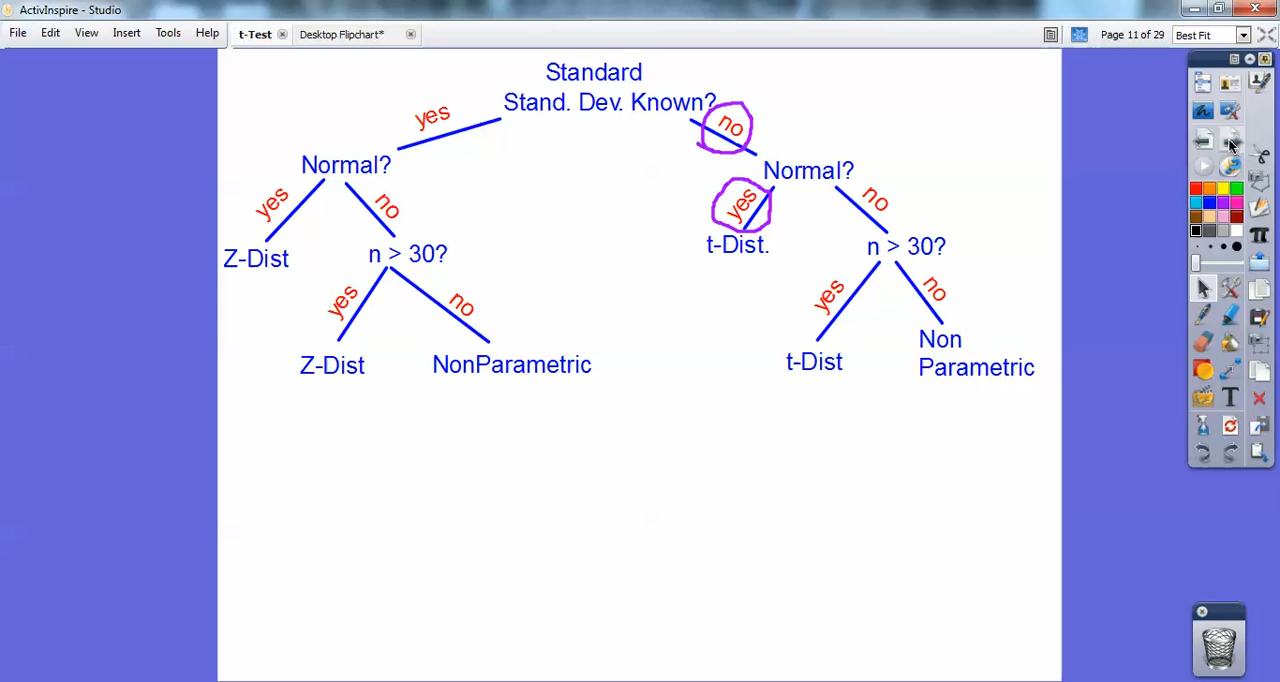 ActivInspire - Studio
File Edit View Insert Tools Help
t-Test
Desktop Flipchart*
Page 11 of 29
Best Fit
Standard
Stand. Dev. Known?
yes
no
Normal?
Normal?
yes
no
yes
no
Z-Dist
n > 30?
t-Dist.
n > 30?
yes
no
yes
no
Z-Dist
NonParametric
t-Dist
Non
Parametric